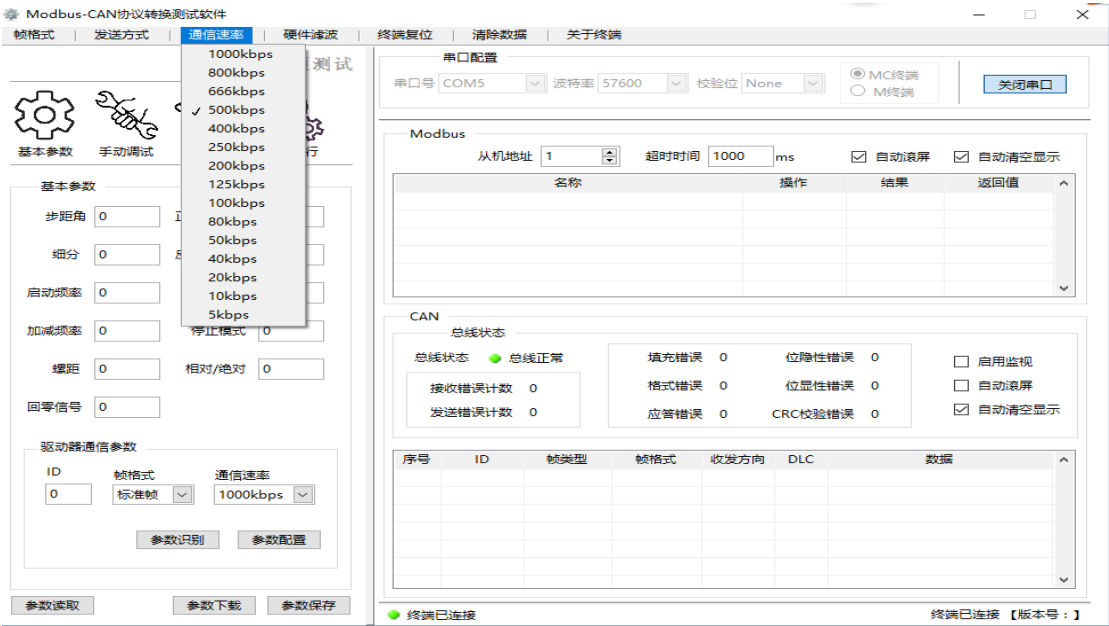 Modbus-CAN协议转换测试软件
帧格式 | 发送方式 | 通信速率 | 硬件滤波 | 终端复位 | 清除数据 | 关于终端
1000kbps
800kbps
666kbps
✓ 500kbps
400kbps
250kbps
200kbps
125kbps
100kbps
80kbps
50kbps
40kbps
20kbps
10kbps
5kbps
测试
基本参数 手动调试 行
基本参数
步距角 0
细分 0
启动频率 0
加减频率 0 停止模式 0
螺距 0 相对/绝对 0
回零信号 0
驱动器通信参数
ID 帧格式 通信速率
0 标准帧 1000kbps
参数识别 参数配置
参数读取 参数下载 参数保存
串口配置
串口号 COM5 波特率 57600 校验位 None
MC终端
M终端
关闭串口
Modbus
从机地址 1 超时时间 1000 ms 自动滚屏 自动清空显示
名称 操作 结果 返回值
CAN
总线状态
总线状态 总线正常
接收错误计数 0
发送错误计数 0
填充错误 0 位隐性错误 0
格式错误 0 位显性错误 0
应答错误 0 CRC校验错误 0
启用监视
自动滚屏
自动清空显示
序号 ID 帧类型 帧格式 收发方向 DLC 数据
终端已连接 终端已连接 【版本号：】